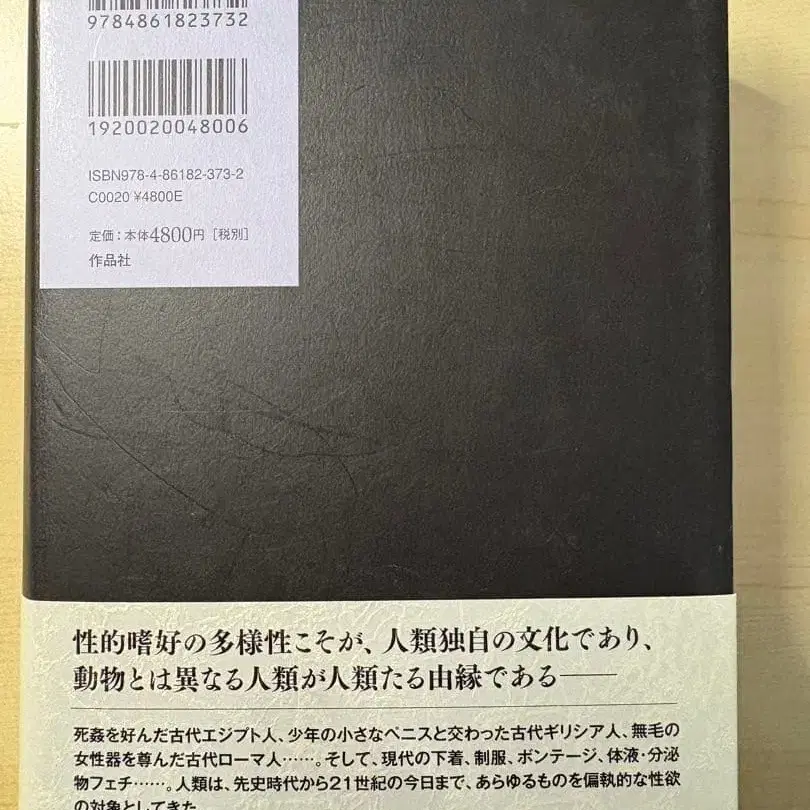 9784861823732
1920020048006
ISBN978-4-86182-373-2
C0020 ¥4800E
定価：本体4800円［税別］
作品社
性的嗜好の多様性こそが、人類独自の文化であり、
動物とは異なる人類が人類たる由縁である――
死姦を好んだ古代エジプト人、少年の小さなペニスと交わった古代ギリシア人、無毛の
女性器を尊んだ古代ローマ人……。そして、現代の下着、制服、ボンテージ、体液・分泌
物フェチ……。人類は、先史時代から21世紀の今日まで、あらゆるものを偏執的な性欲
の対象としてきた